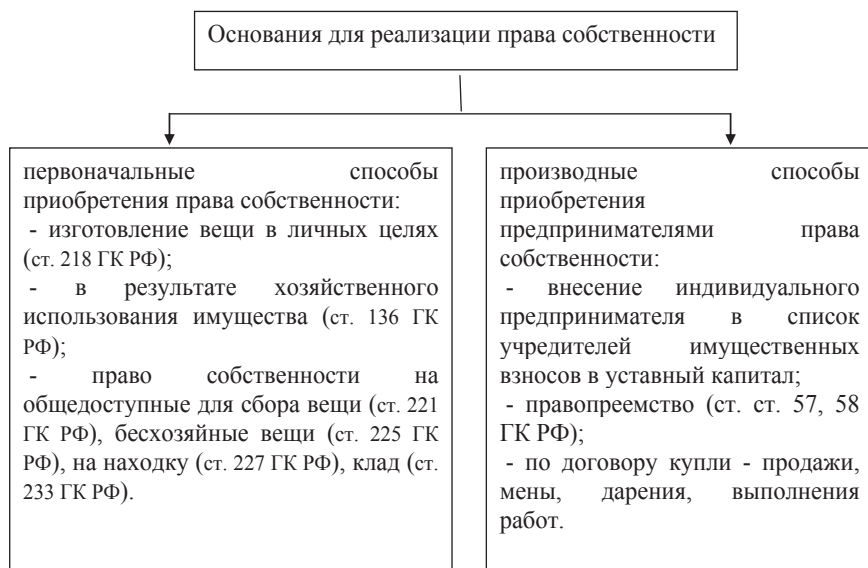 Основания для реализации права собственности
первоначальные способы
приобретения права собственности:
- изготовление вещи в личных целях
(ст. 218 ГК РФ);
- в результате хозяйственного
использования имущества (ст. 136 ГК
РФ);
- право собственности на
общедоступные для сбора вещи (ст. 221
ГК РФ), бесхозяйные вещи (ст. 225 ГК
РФ), на находку (ст. 227 ГК РФ), клад (ст.
233 ГК РФ).
производные способы
приобретения
предпринимателями права
собственности:
- внесение индивидуального
предпринимателя в список
учредителей имущественных
взносов в уставный капитал;
- правопреемство (ст. ст. 57, 58
ГК РФ);
- по договору купли - продажи,
мены, дарения, выполнения
работ.